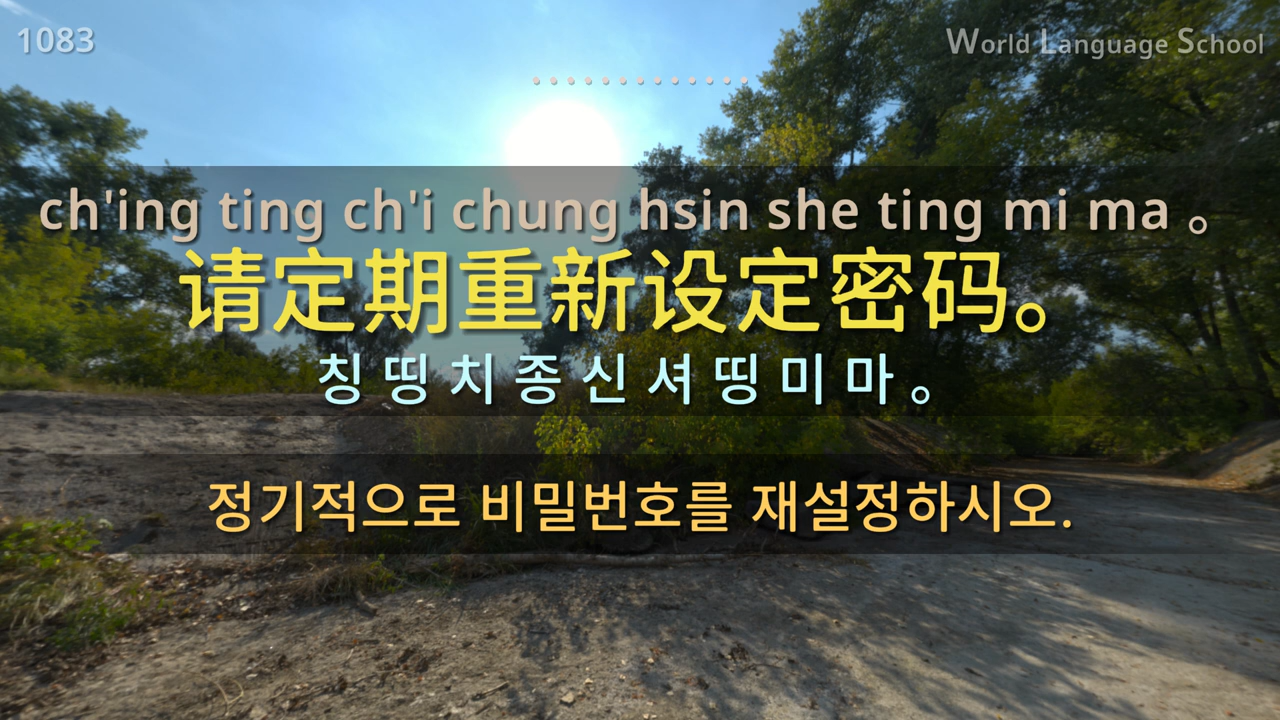 1083
World Language School
ch'ing ting ch'i chung hsin she ting mi ma 。
请定期重新设定密码。
칭 띵 치 종 신 셔 띵 미 마 。
정기적으로 비밀번호를 재설정하시오.